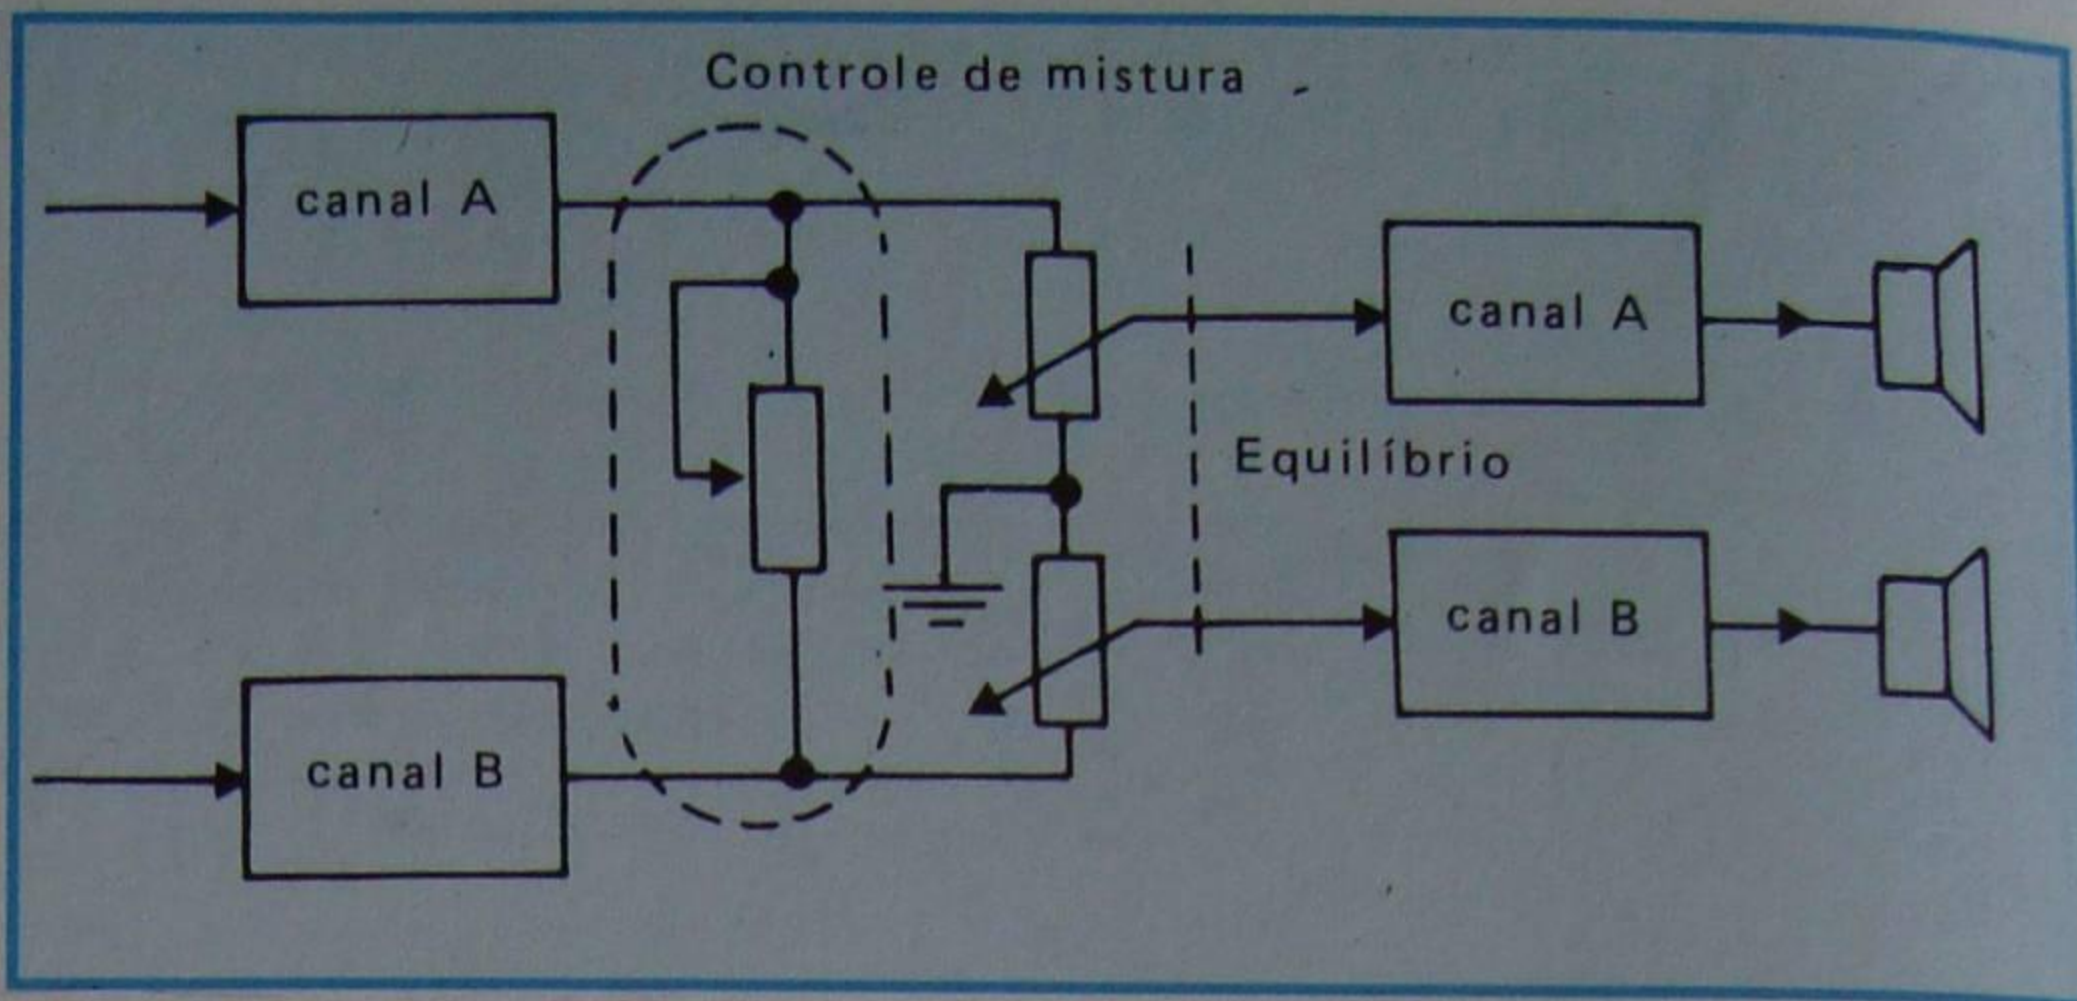 Controle de mistura
canal A
canal A
Equilíbrio
canal B
canal B